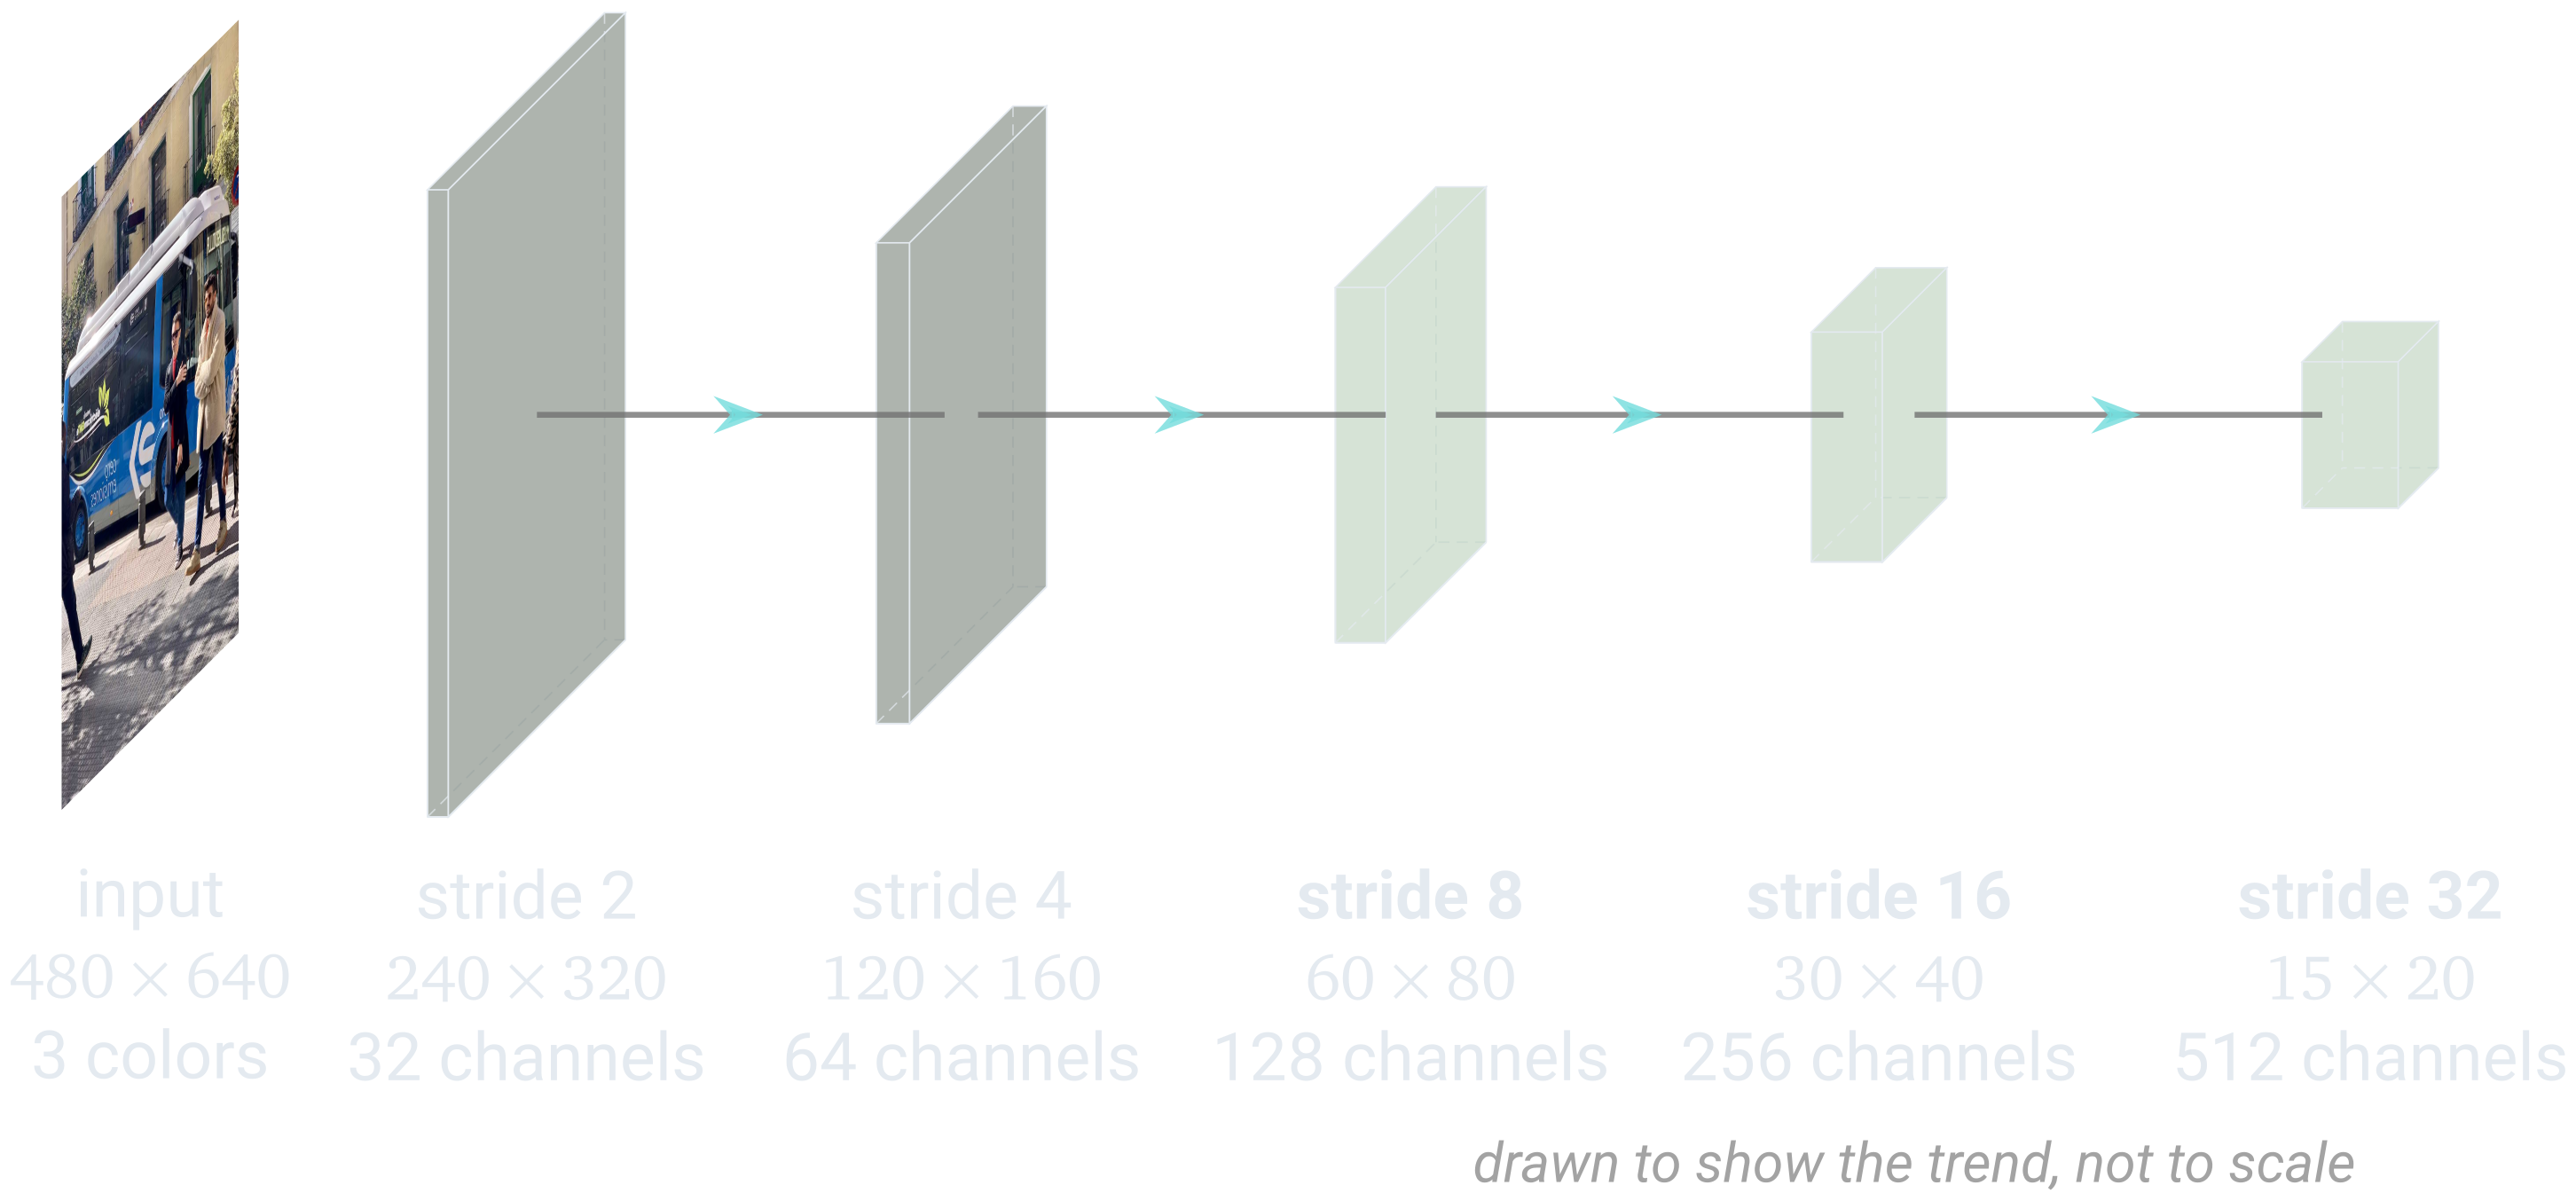 input
480 × 640
3 colors
stride 2
240 × 320
32 channels
stride 4
120 × 160
64 channels
stride 8
60 × 80
128 channels
stride 16
30 × 40
256 channels
stride 32
15 × 20
512 channels
drawn to show the trend, not to scale